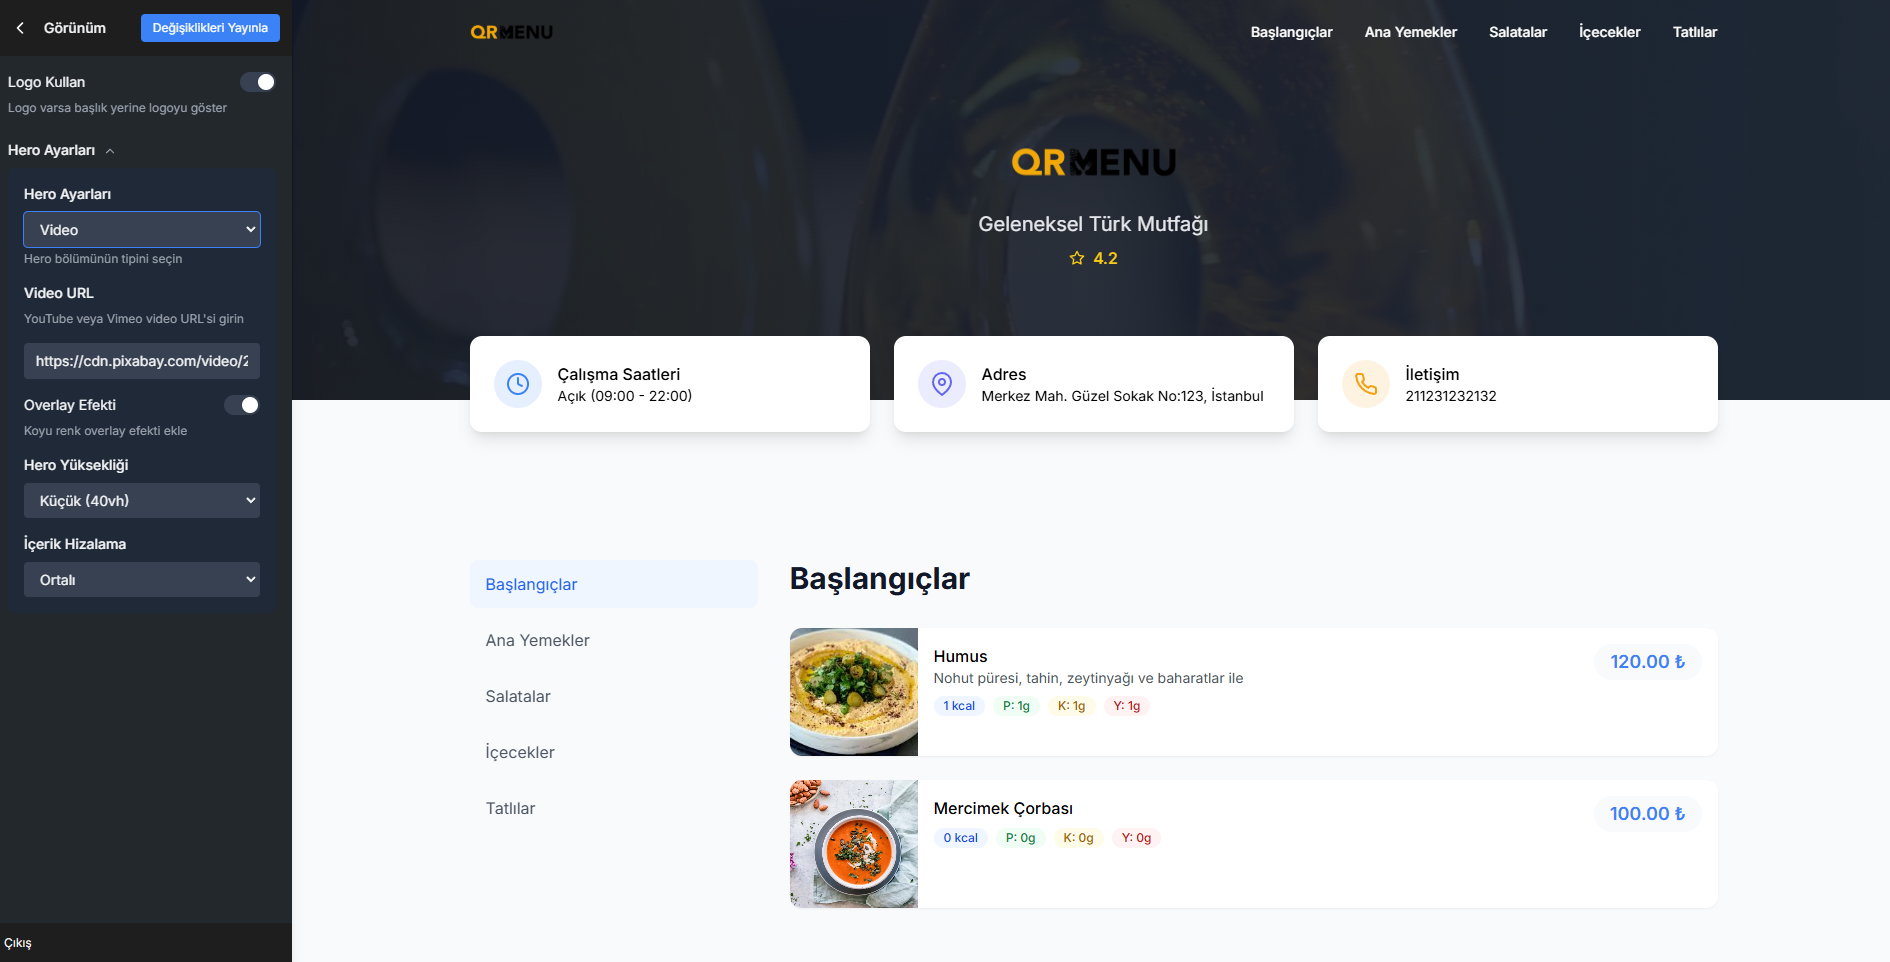 Görünüm
Değişiklikleri Yayınla
Logo Kullan
Logo varsa başlık yerine logoyu göster
Hero Ayarları
Hero Ayarları
Video
Hero bölümünün tipini seçin
Video URL
YouTube veya Vimeo video URL'si girin
https://cdn.pixabay.com/video/2
Overlay Efekti
Koyu renk overlay efekti ekle
Hero Yüksekliği
Küçük (40vh)
İçerik Hizalama
Ortalı
Çıkış
QRMENU
Başlangıçlar Ana Yemekler Salatalar İçecekler Tatlılar
QRMENU
Geleneksel Türk Mutfağı
4.2
Çalışma Saatleri
Açık (09:00 - 22:00)
Adres
Merkez Mah. Güzel Sokak No:123, İstanbul
İletişim
211231232132
Başlangıçlar
Ana Yemekler
Salatalar
İçecekler
Tatlılar
Başlangıçlar
Humus
120.00 ₺
Nohut püresi, tahin, zeytinyağı ve baharatlar ile
1 kcal P: 1g K: 1g Y: 1g
Mercimek Çorbası
100.00 ₺
0 kcal P: 0g K: 0g Y: 0g